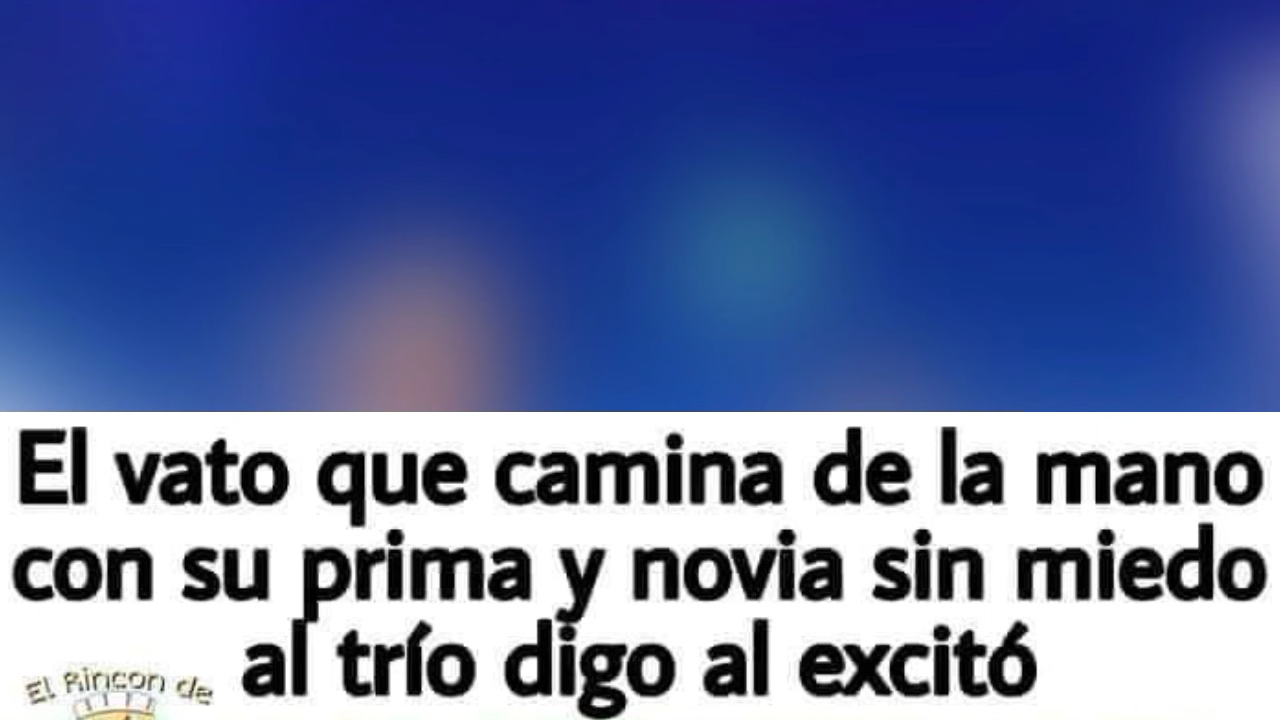 El vato que camina de la mano
con su prima y novia sin miedo
al trío digo al excitó
El Rincon de